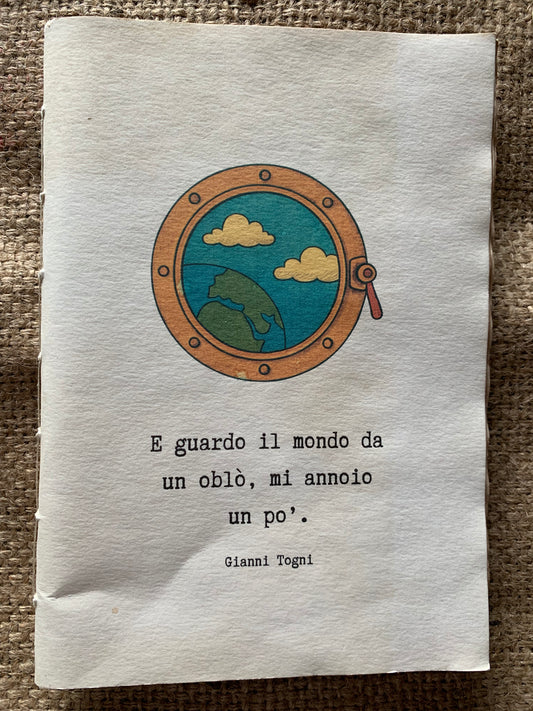 E guardo il mondo da
un oblò, mi annoio
un po’.
Gianni Togni